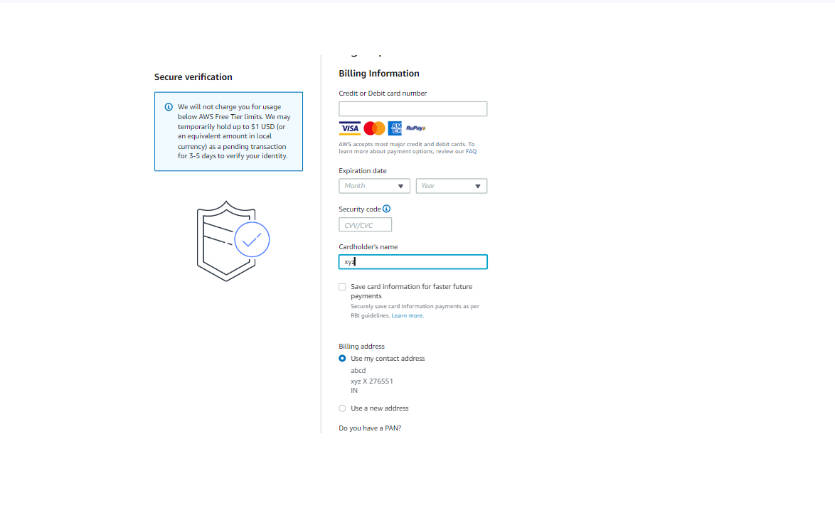 Secure verification
We will not charge you for usage
below AWS Free Tier limits. We may
temporarily hold up to $1 USD (or
an equivalent amount in local
currency) as a pending transaction
for 3-5 days to verify your identity.
Billing Information
Credit or Debit card number
VISA AM EX RuPay
AWS accepts most major credit and debit cards. To
learn more about payment options, review our FAQ
Expiration date
Month Year
Security code
CVV/CVC
Cardholder's name
xyz
Save card information for faster future
payments
Securely save card information payments as per
RBI guidelines. Learn more.
Billing address
Use my contact address
abcd
xyz X 276551
IN
Use a new address
Do you have a PAN?